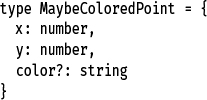 type MaybeColoredPoint = {
  x: number,
  y: number,
  color?: string
}